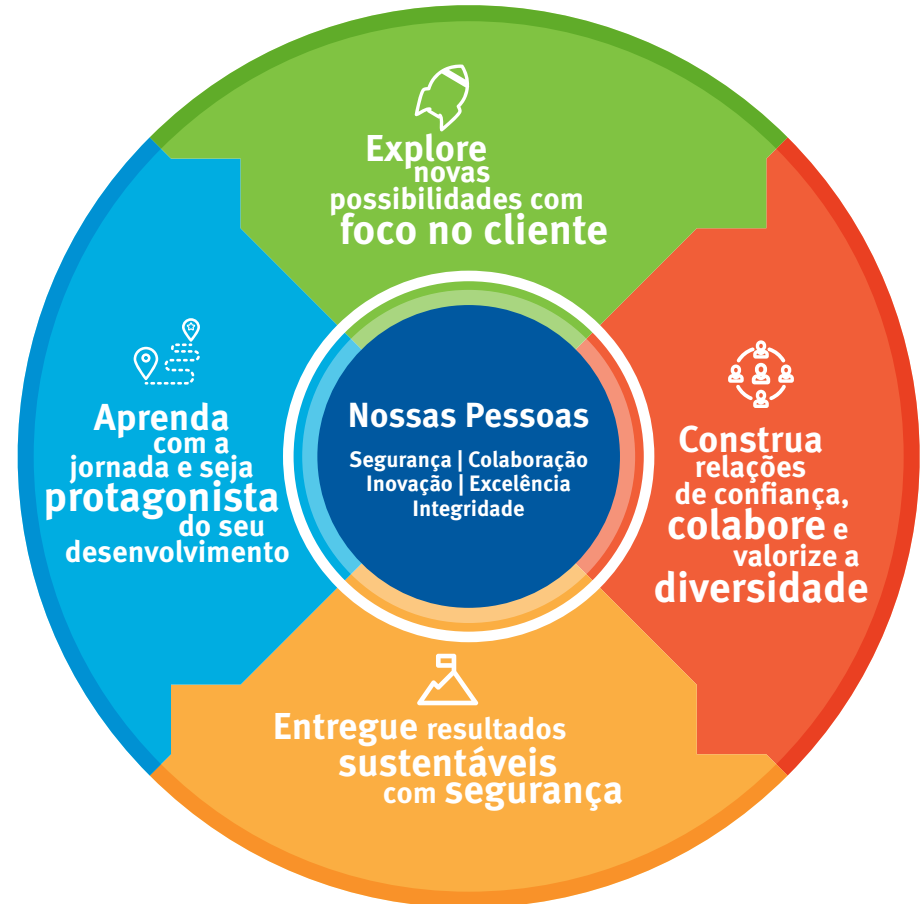 Explore
novas
possibilidades com
foco no cliente
Aprenda
com a
jornada e seja
protagonista
do seu
desenvolvimento
Nossas Pessoas
Segurança | Colaboração
Inovação | Excelência
Integridade
Construa
relações
de confiança,
colabore e
valorize a
diversidade
Entregue resultados
sustentáveis
com segurança